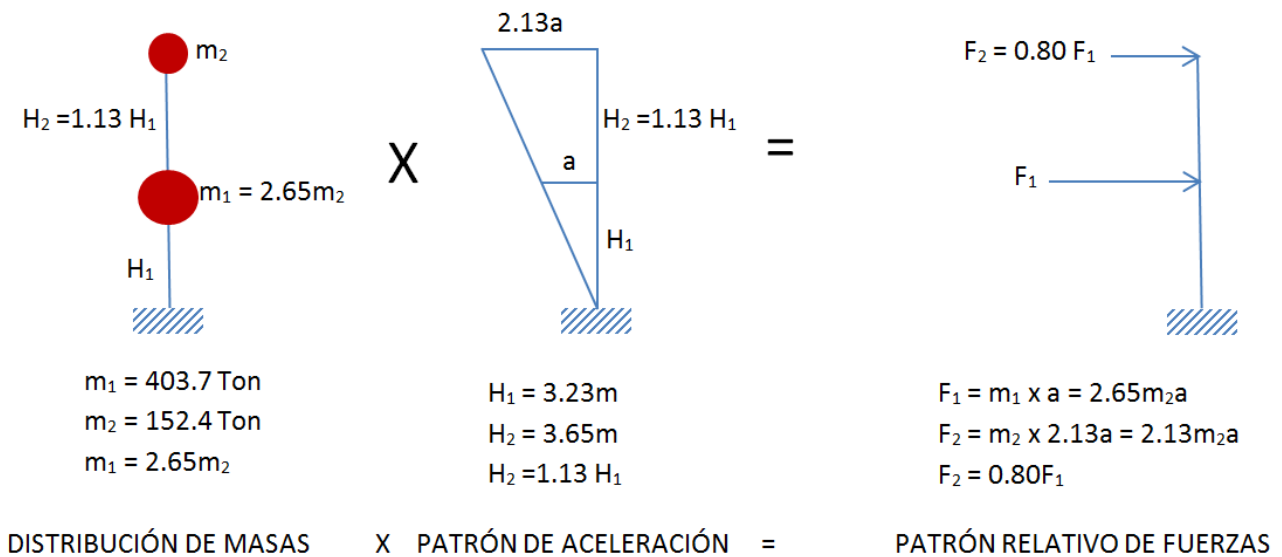 m₂
H₂ =1.13 H₁
m₁ = 2.65m₂
H₁
X
2.13a
H₂ =1.13 H₁
a
H₁
=
F₂ = 0.80 F₁
F₁
m₁ = 403.7 Ton
m₂ = 152.4 Ton
m₁ = 2.65m₂
H₁ = 3.23m
H₂ = 3.65m
H₂ =1.13 H₁
F₁ = m₁ x a = 2.65m₂a
F₂ = m₂ x 2.13a = 2.13m₂a
F₂ = 0.80F₁
DISTRIBUCIÓN DE MASAS X PATRÓN DE ACELERACIÓN = PATRÓN RELATIVO DE FUERZAS